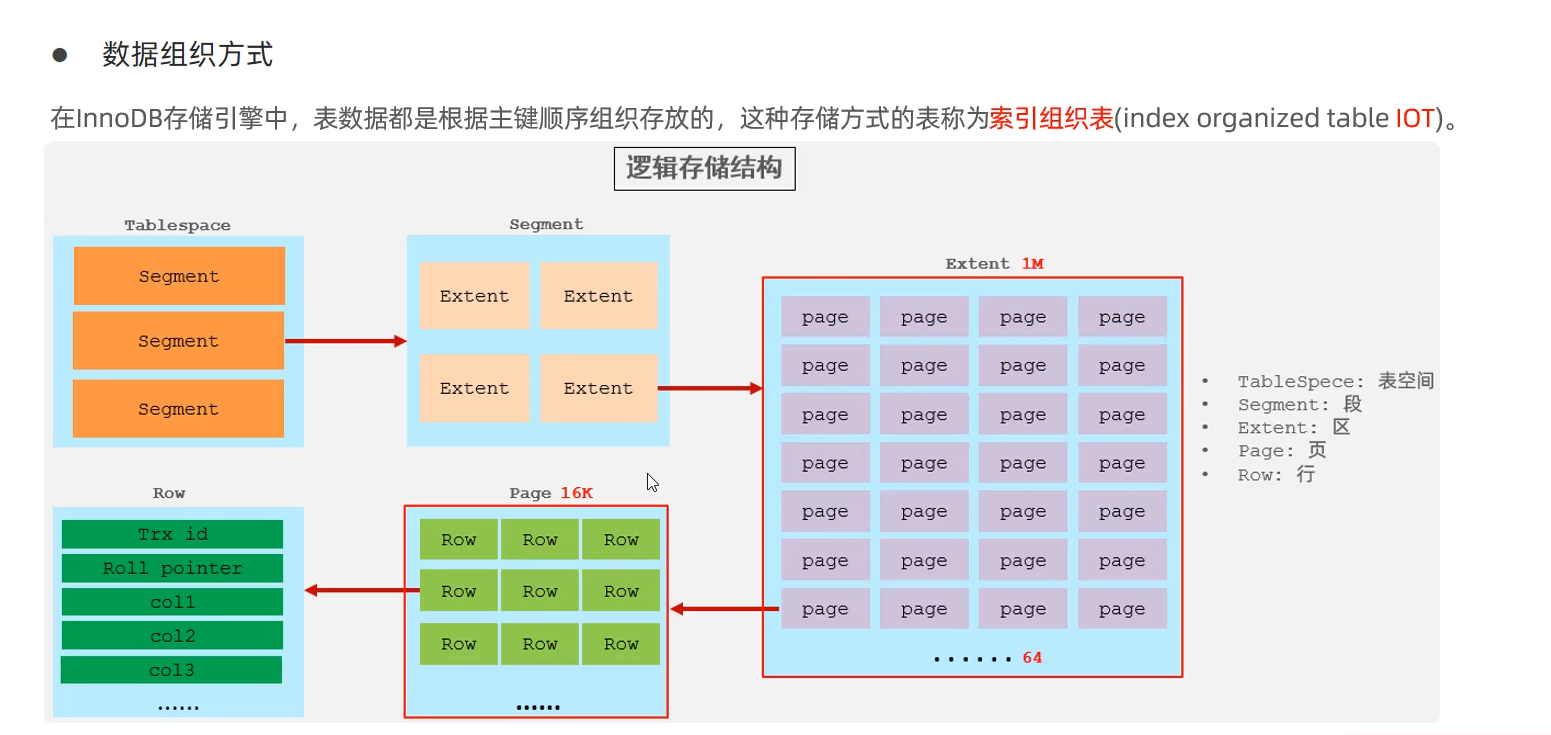 ● 数据组织方式
在InnoDB存储引擎中，表数据都是根据主键顺序组织存放的，这种存储方式的表称为索引组织表(index organized table IOT)。
逻辑存储结构
Tablespace
Segment
Segment
Segment
Segment
Extent Extent
Extent Extent
Extent 1M
page page page page
page page page page
page page page page
page page page page
page page page page
page page page page
page page page page
...... 64
• TableSpece: 表空间
• Segment: 段
• Extent: 区
• Page: 页
• Row: 行
Page 16K
Row Row Row
Row Row Row
Row Row Row
......
Row
Trx id
Roll pointer
col1
col2
col3
......